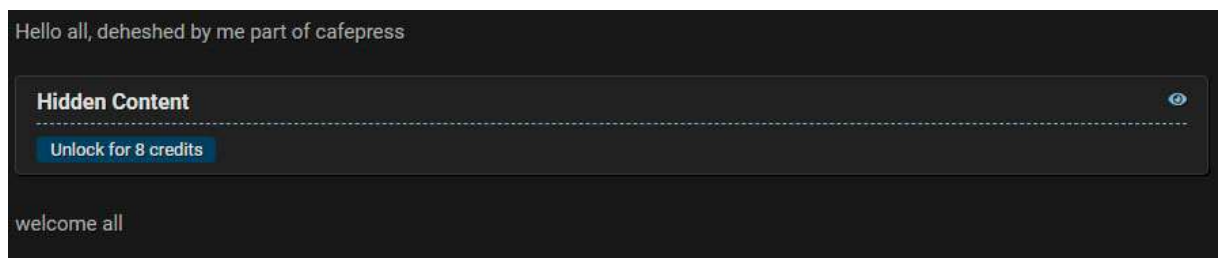 Hello all, deheshed by me part of cafepress
Hidden Content
Unlock for 8 credits
welcome all